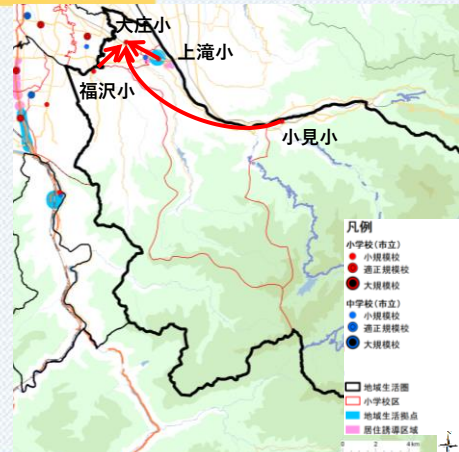 大庄小
上滝小
福沢小
小見小
凡例
小学校(市立)
小規模校
適正規模校
大規模校
中学校(市立)
小規模校
適正規模校
大規模校
地域生活圏
小学校区
地域生活拠点
居住誘導区域
0 2 4km